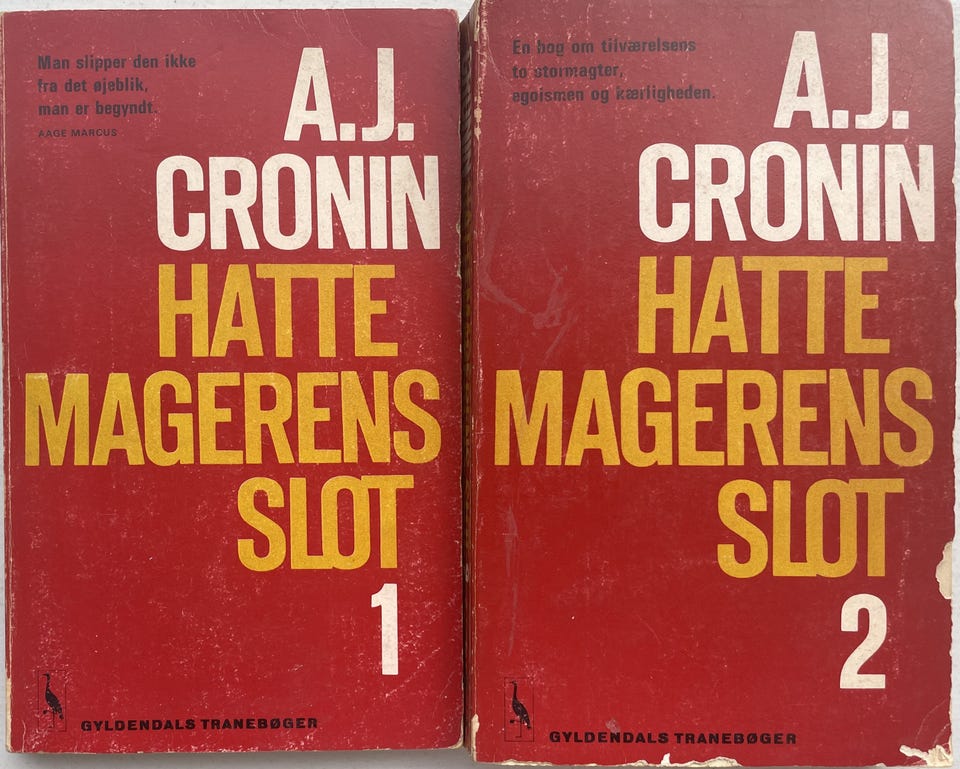 Man slipper den ikke
fra det øjeblik,
man er begyndt.
AAGE MARCUS
A.J.
CRONIN
HATTE
MAGERENS
SLOT
1
GYLDENDALS TRANEBØGER
En bog om tilværelsens
to stormagter,
egoismen og kærligheden.
A.J.
CRONIN
HATTE
MAGERENS
SLOT
2
GYLDENDALS TRANEBØGER